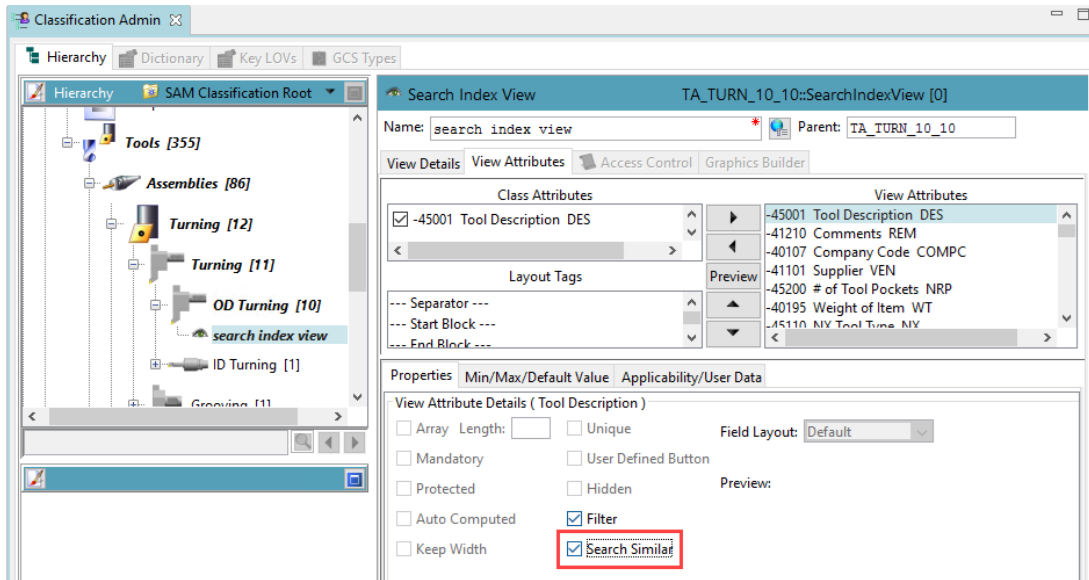 Classification Admin
Hierarchy Dictionary Key LOVs GCS Types
Hierarchy SAM Classification Root
Tools [355]
Assemblies [86]
Turning [12]
Turning [11]
OD Turning [10]
search index view
ID Turning [1]
Grooving [1]
Search Index View TA_TURN_10_10::SearchIndexView [0]
Name: search index view * Parent: TA_TURN_10_10
View Details View Attributes Access Control Graphics Builder
Class Attributes
-45001 Tool Description DES
Layout Tags
--- Separator ---
--- Start Block ---
--- End Block ---
Preview
View Attributes
-45001 Tool Description DES
-41210 Comments REM
-40107 Company Code COMPC
-41101 Supplier VEN
-45200 # of Tool Pockets NRP
-40195 Weight of Item WT
-45110 NX Tool Type NX
Properties Min/Max/Default Value Applicability/User Data
View Attribute Details ( Tool Description )
Array Length: Unique Field Layout: Default
Mandatory User Defined Button
Protected Hidden Preview:
Auto Computed Filter
Keep Width Search Similar